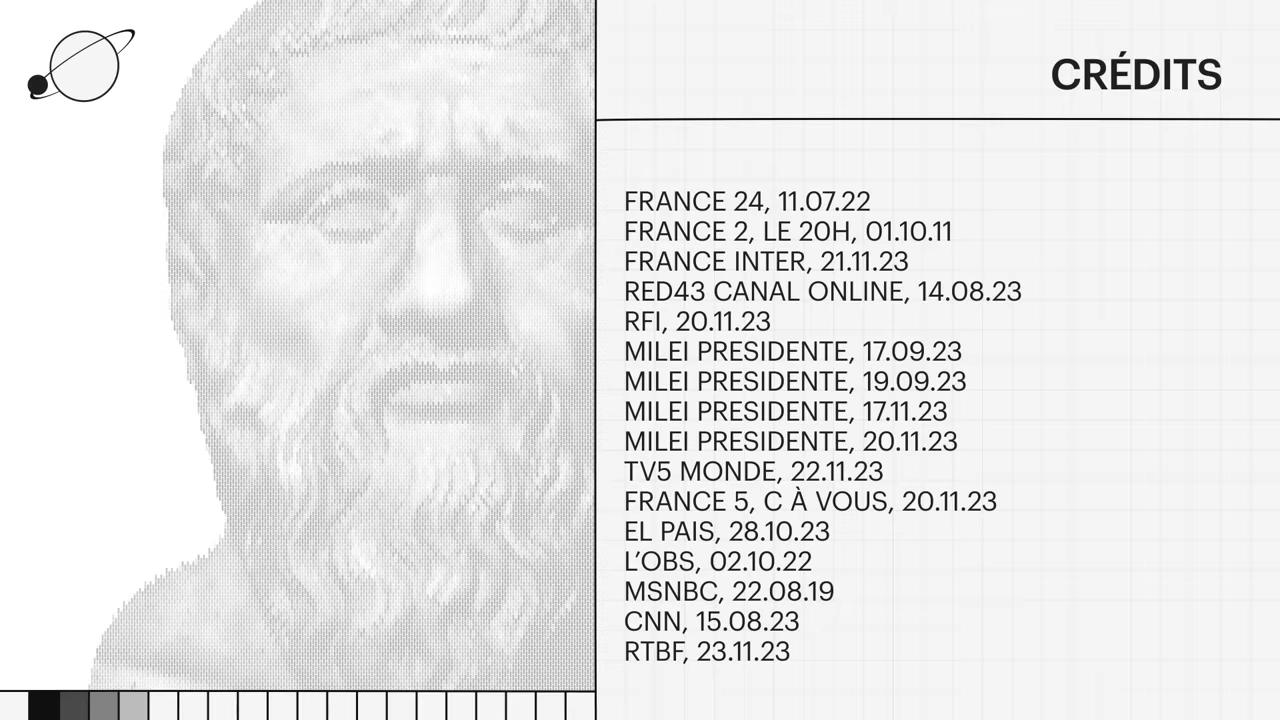 CRÉDITS
FRANCE 24, 11.07.22
FRANCE 2, LE 20H, 01.10.11
FRANCE INTER, 21.11.23
RED43 CANAL ONLINE, 14.08.23
RFI, 20.11.23
MILEI PRESIDENTE, 17.09.23
MILEI PRESIDENTE, 19.09.23
MILEI PRESIDENTE, 17.11.23
MILEI PRESIDENTE, 20.11.23
TV5 MONDE, 22.11.23
FRANCE 5, C À VOUS, 20.11.23
EL PAIS, 28.10.23
L’OBS, 02.10.22
MSNBC, 22.08.19
CNN, 15.08.23
RTBF, 23.11.23